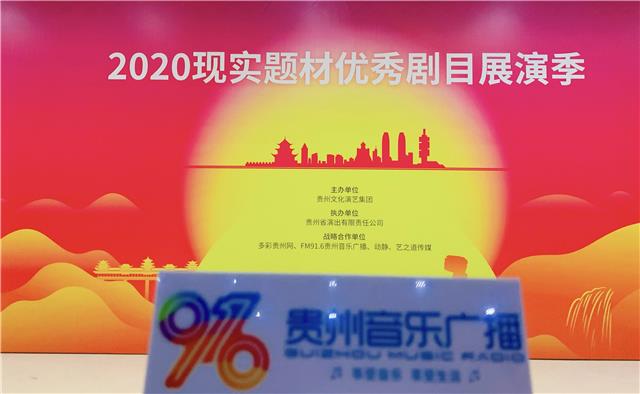 2020现实题材优秀剧目展演季
主办单位
贵州文化演艺集团
执办单位
贵州省演出有限责任公司
战略合作单位
多彩贵州网、FM91.6贵州音乐广播、动静、艺之道传媒
916
贵州音乐广播
GUIZHOU MUSIC RADIO
享受音乐 享受生活